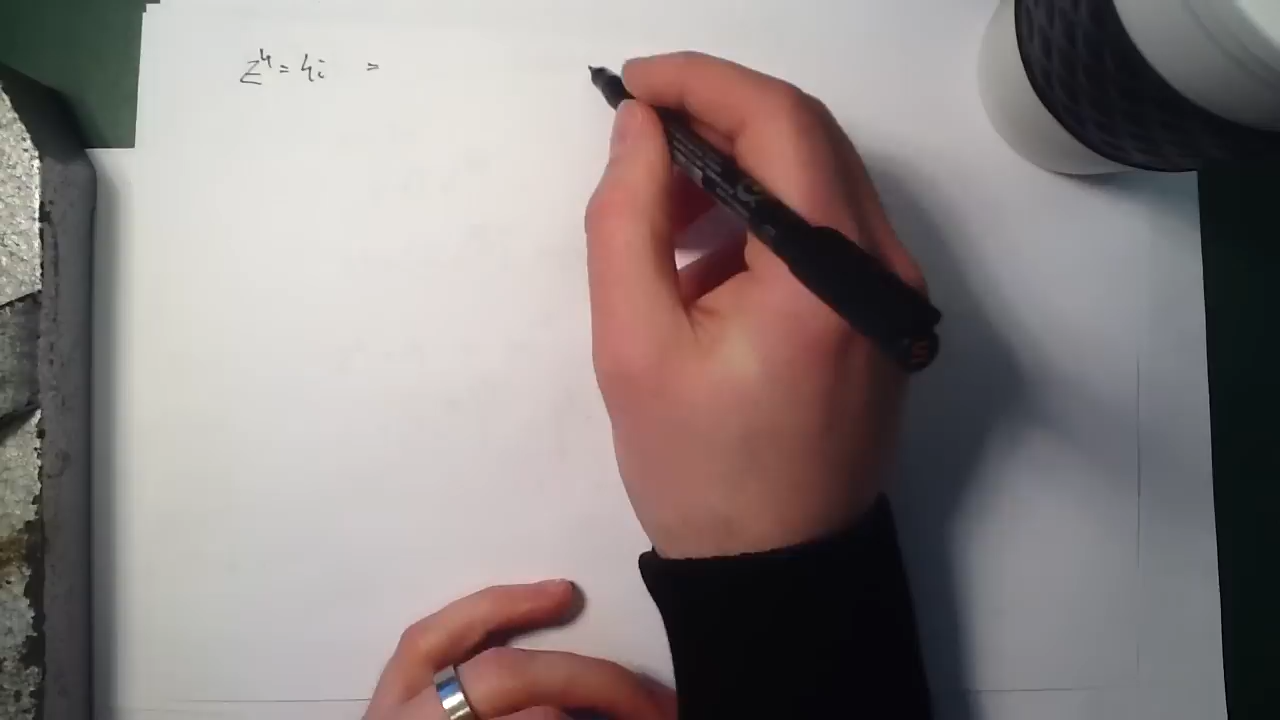 z⁴ = 4i =